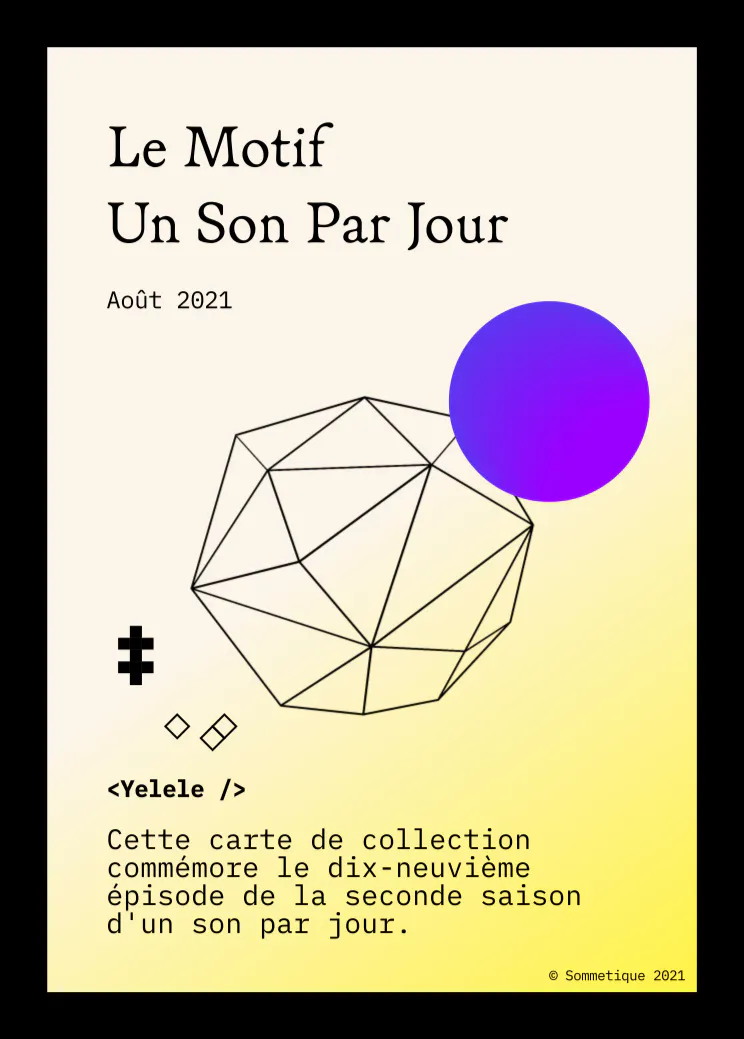 Le Motif
Un Son Par Jour
Août 2021
<Yelele />
Cette carte de collection
commémore le dix-neuvième
épisode de la seconde saison
d'un son par jour.
© Sommetique 2021